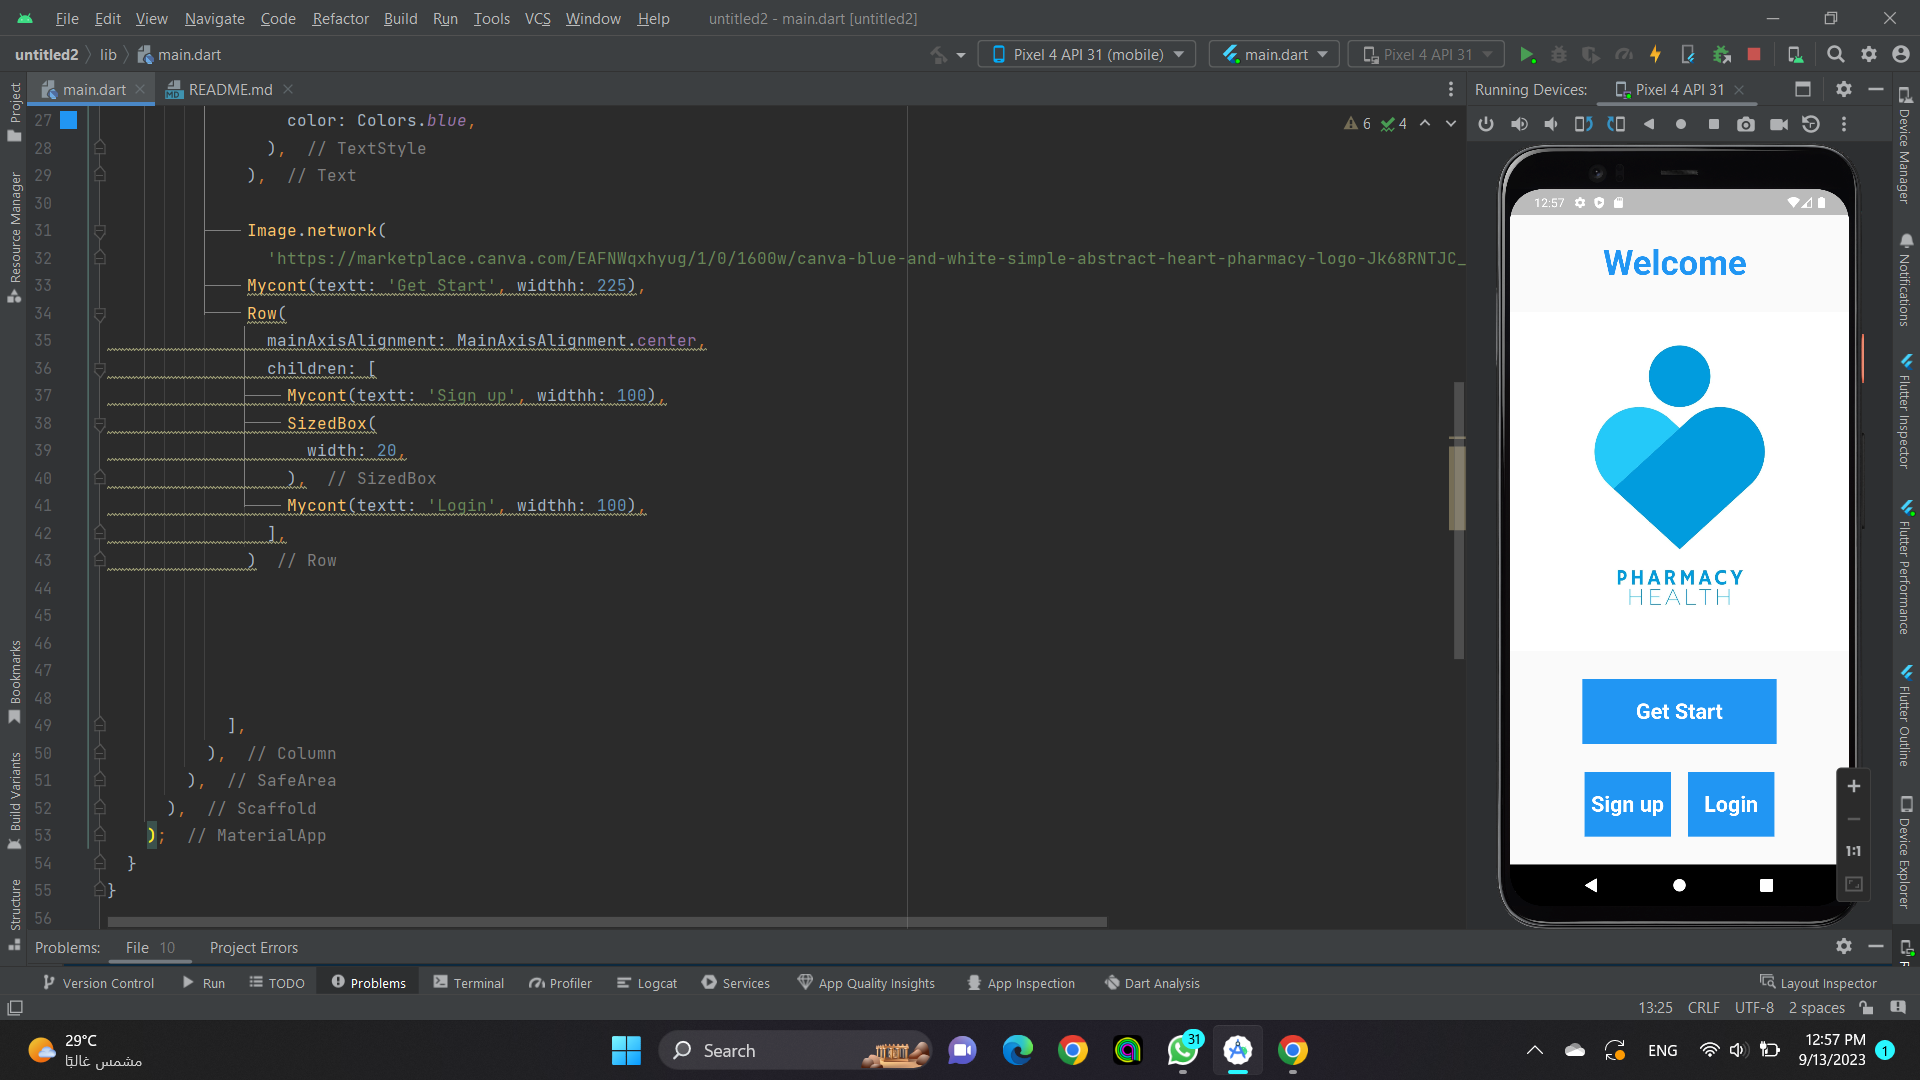 File Edit View Navigate Code Refactor Build Run Tools VCS Window Help untitled2 - main.dart [untitled2]
untitled2 lib main.dart Pixel 4 API 31 (mobile) main.dart Pixel 4 API 31
main.dart README.md Running Devices: Pixel 4 API 31
Project
Resource Manager
Bookmarks
Build Variants
Structure
6 4
27 color: Colors.blue,
28 ), // TextStyle
29 ), // Text
30
31 Image.network(
32 'https://marketplace.canva.com/EAFNWqxhyug/1/0/1600w/canva-blue-and-white-simple-abstract-heart-pharmacy-logo-Jk68RNTJC_
33 Mycont(textt: 'Get Start', widthh: 225),
34 Row(
35 mainAxisAlignment: MainAxisAlignment.center,
36 children: [
37 Mycont(textt: 'Sign up', widthh: 100),
38 SizedBox(
39 width: 20,
40 ), // SizedBox
41 Mycont(textt: 'Login', widthh: 100),
42 ],
43 ) // Row
44
45
46
47
48
49 ],
50 ), // Column
51 ), // SafeArea
52 ), // Scaffold
53 ); // MaterialApp
54 }
55 }
56
12:57
Welcome
PHARMACY
HEALTH
Get Start
Sign up Login
1:1
Device Manager
Notifications
Flutter Inspector
Flutter Performance
Flutter Outline
Device Explorer
Problems: File 10 Project Errors
Version Control Run TODO Problems Terminal Profiler Logcat Services App Quality Insights App Inspection Dart Analysis Layout Inspector
13:25 CRLF UTF-8 2 spaces
29°C
مشمس غالبًا
Search
31
ENG
12:57 PM
9/13/2023
1